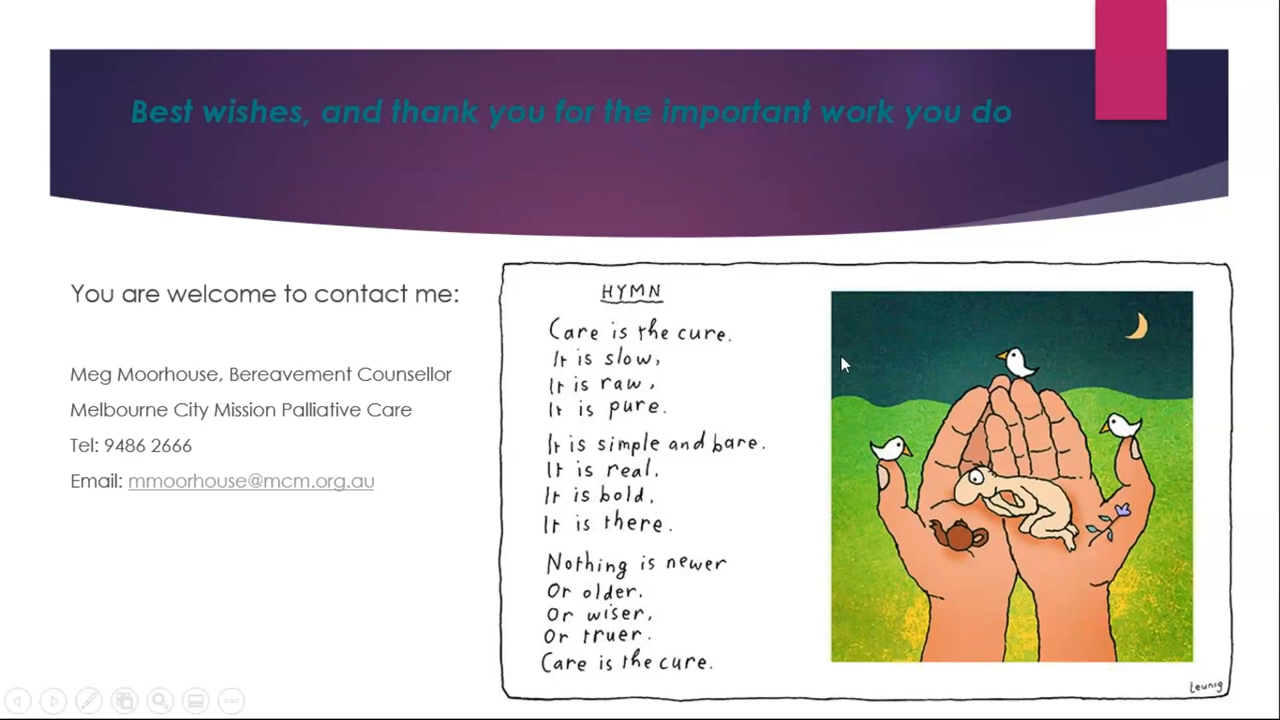 Best wishes, and thank you for the important work you do
You are welcome to contact me:
Meg Moorhouse, Bereavement Counsellor
Melbourne City Mission Palliative Care
Tel: 9486 2666
Email: mmoorhouse@mcm.org.au
HYMN
Care is the cure.
It is slow,
It is raw,
It is pure.
It is simple and bare.
It is real,
It is bold,
It is there.
Nothing is newer
Or older,
Or wiser,
Or truer.
Care is the cure.
Leunig